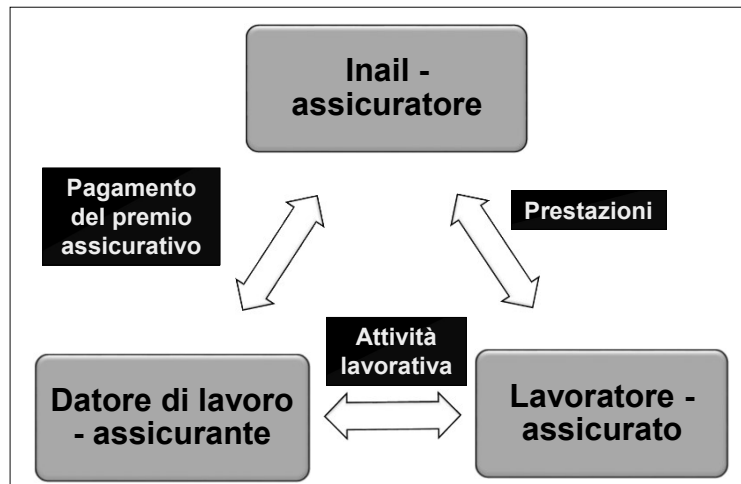 Inail -
assicuratore
Pagamento
del premio
assicurativo
Prestazioni
Attività
lavorativa
Datore di lavoro
- assicurante
Lavoratore -
assicurato